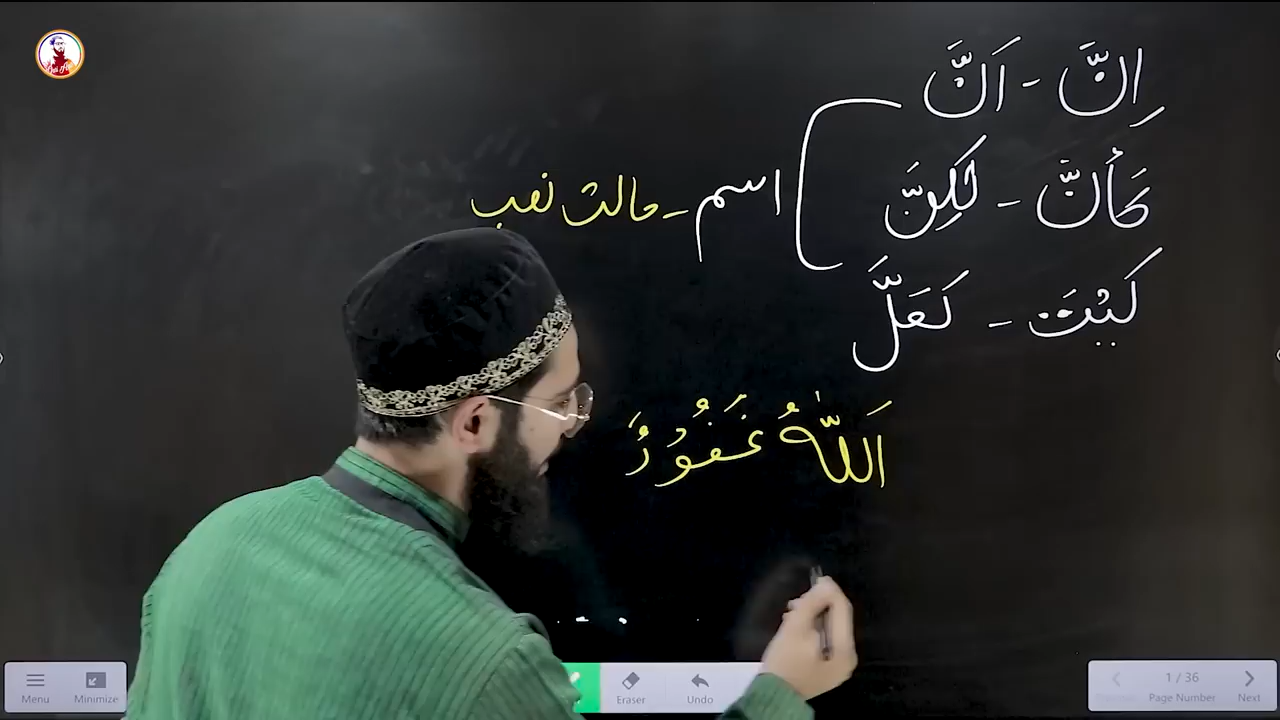 اِنَّ - اَنَّ
كَأَنَّ - لٰكِنَّ
اسم - حالت نصب
لَيْتَ - لَعَلَّ
اَللّٰهُ غَفُوْرٌ
Menu
Minimize
Eraser
Undo
1 / 36
Page Number
Next